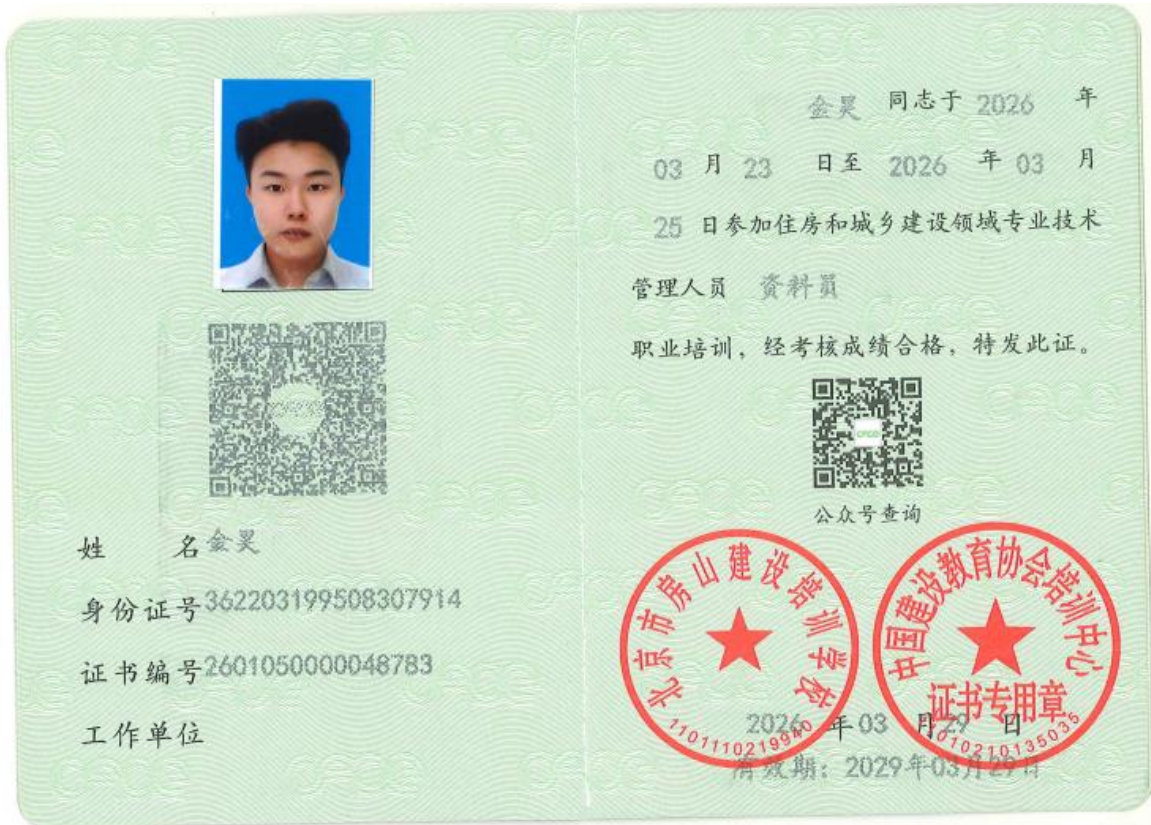 姓 名 金昊
身份证号 362203199508307914
证书编号 2601050000048783
工作单位
金昊 同志于 2026 年
03 月 23 日至 2026 年 03 月
25 日参加住房和城乡建设领域专业技术
管理人员 资料员
职业培训，经考核成绩合格，特发此证。
公众号查询
北京市房山建设培训学校
1101110219940
中国建设教育协会培训中心
证书专用章
2026 年 03 月 29 日
有效期：2029年03月29日